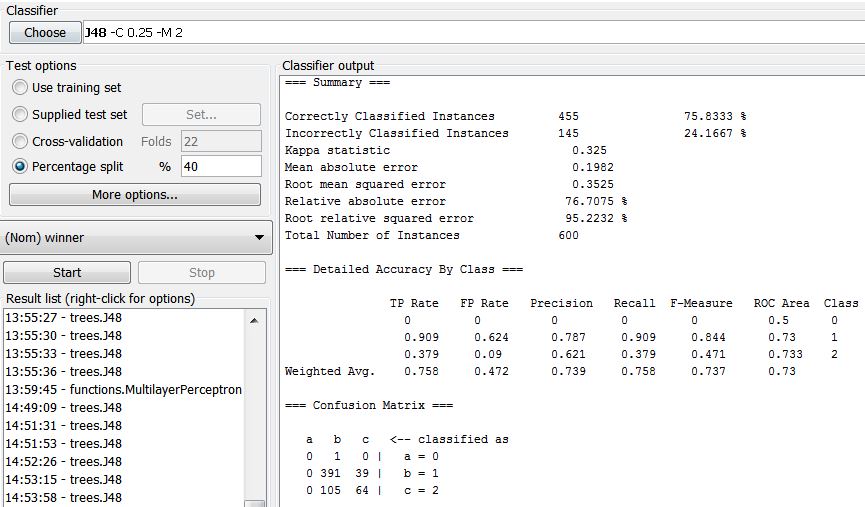 Classifier
Choose J48 -C 0.25 -M 2
Test options
Use training set
Supplied test set Set...
Cross-validation Folds 22
Percentage split % 40
More options...
(Nom) winner
Start Stop
Result list (right-click for options)
13:55:27 - trees.J48
13:55:30 - trees.J48
13:55:33 - trees.J48
13:55:36 - trees.J48
13:59:45 - functions.MultilayerPerceptron
14:49:09 - trees.J48
14:51:31 - trees.J48
14:51:53 - trees.J48
14:52:26 - trees.J48
14:53:15 - trees.J48
14:53:58 - trees.J48
Classifier output
=== Summary ===
Correctly Classified Instances 455 75.8333 %
Incorrectly Classified Instances 145 24.1667 %
Kappa statistic 0.325
Mean absolute error 0.1982
Root mean squared error 0.3525
Relative absolute error 76.7075 %
Root relative squared error 95.2232 %
Total Number of Instances 600
=== Detailed Accuracy By Class ===
TP Rate FP Rate Precision Recall F-Measure ROC Area Class
0 0 0 0 0 0.5 0
0.909 0.624 0.787 0.909 0.844 0.73 1
0.379 0.09 0.621 0.379 0.471 0.733 2
Weighted Avg. 0.758 0.472 0.739 0.758 0.737 0.73
=== Confusion Matrix ===
a b c <-- classified as
0 1 0 | a = 0
0 391 39 | b = 1
0 105 64 | c = 2